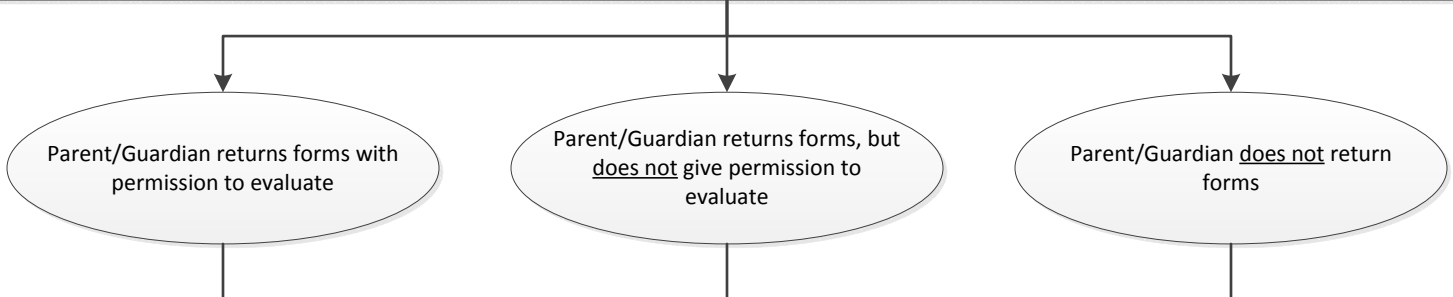 Parent/Guardian returns forms with
permission to evaluate
Parent/Guardian returns forms, but
does not give permission to
evaluate
Parent/Guardian does not return
forms